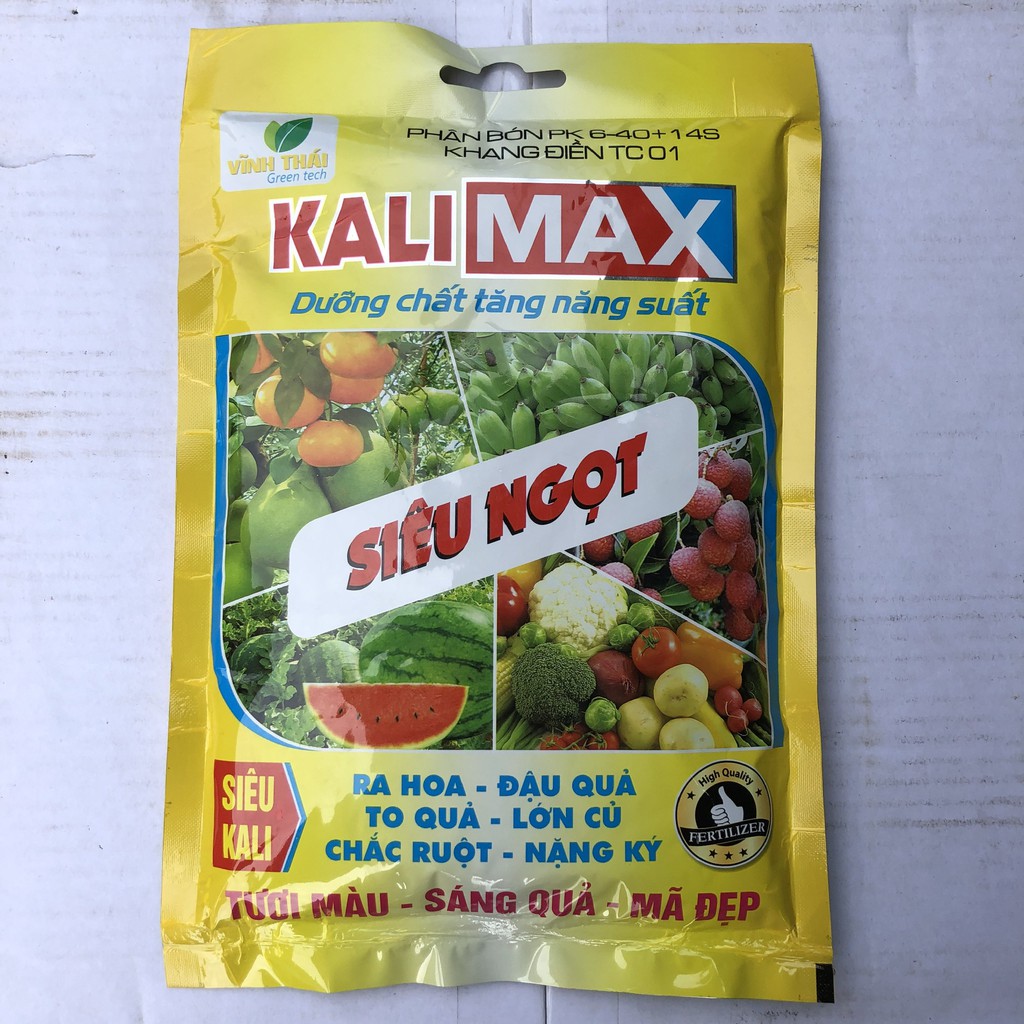 VĨNH THÁI
Green tech
PHÂN BÓN PK 6-40+14S
KHANG ĐIỀN TC 01
KALI MAX
Dưỡng chất tăng năng suất
SIÊU NGỌT
SIÊU
KALI
RA HOA - ĐẬU QUẢ
TO QUẢ - LỚN CỦ
CHẮC RUỘT - NẶNG KÝ
High Quality
FERTILIZER
TƯƠI MÀU - SÁNG QUẢ - MÃ ĐẸP